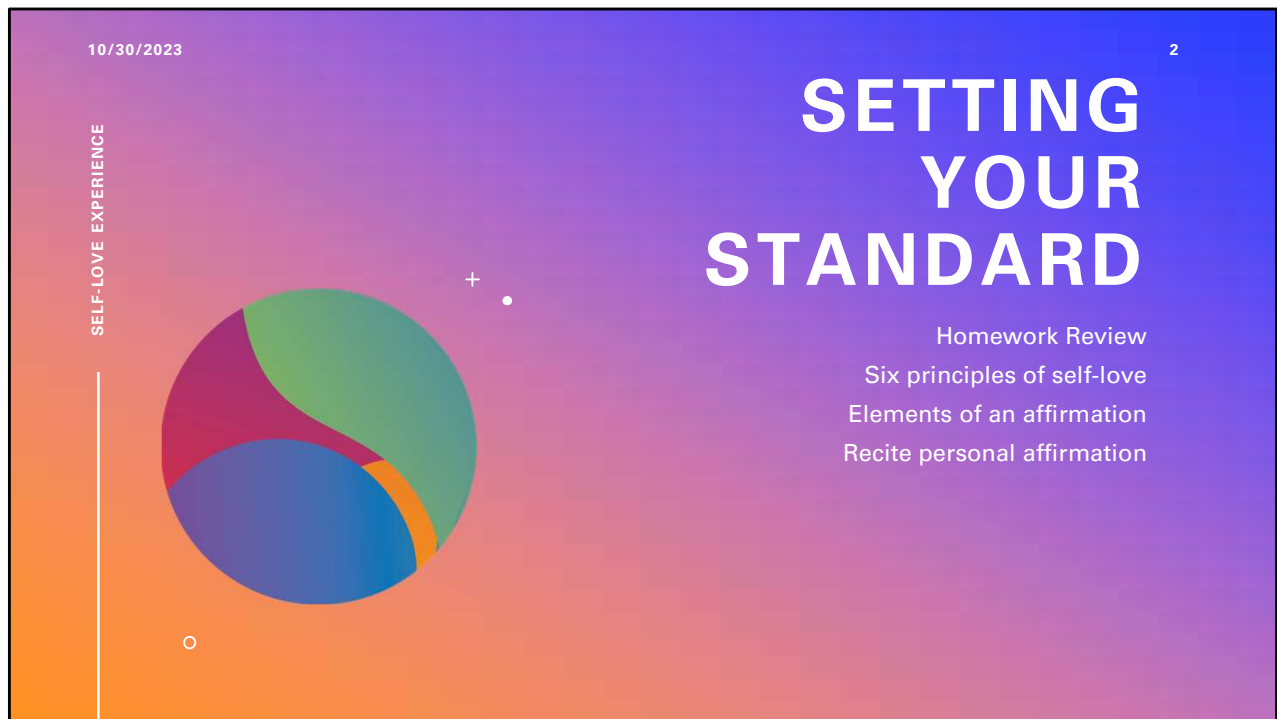 10/30/2023
2
SELF-LOVE EXPERIENCE
SETTING
YOUR
STANDARD
Homework Review
Six principles of self-love
Elements of an affirmation
Recite personal affirmation